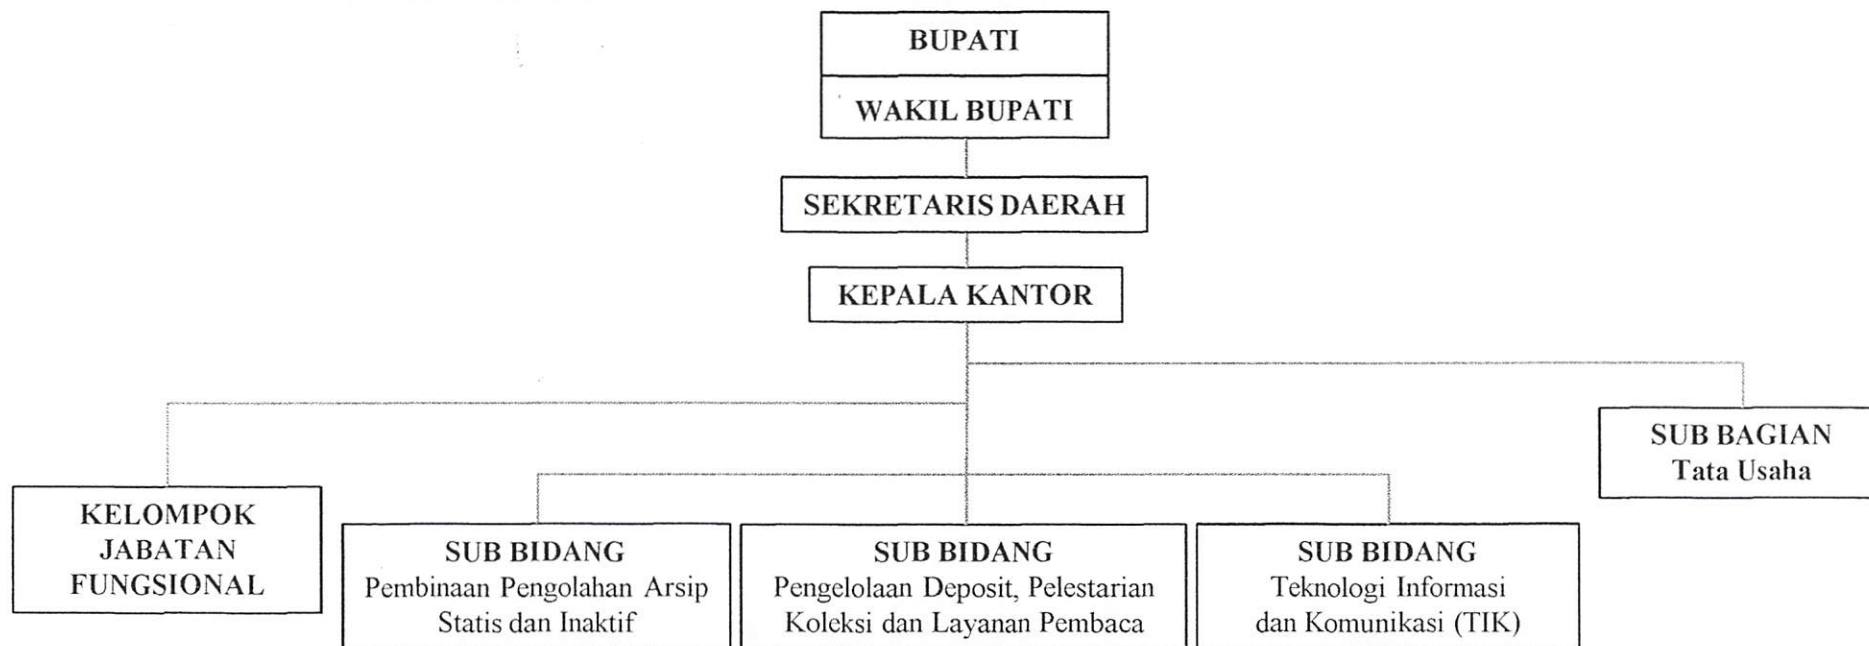 BUPATI
WAKIL BUPATI
SEKRETARIS DAERAH
KEPALA KANTOR
SUB BAGIAN
Tata Usaha
KELOMPOK
JABATAN
FUNGSIONAL
SUB BIDANG
Pembinaan Pengolahan Arsip
Statis dan Inaktif
SUB BIDANG
Pengelolaan Deposit, Pelestarian
Koleksi dan Layanan Pembaca
SUB BIDANG
Teknologi Informasi
dan Komunikasi (TIK)